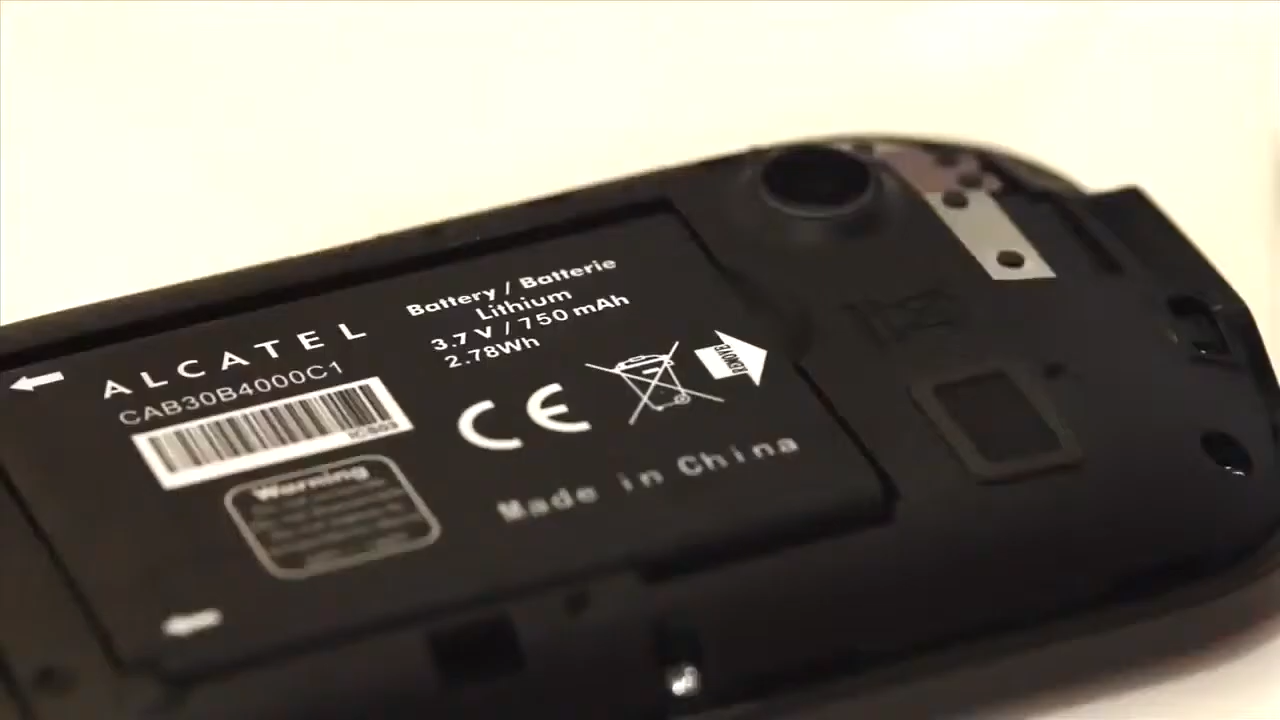 ALCATEL
CAB30B4000C1
Battery / Batterie
Lithium
3.7 V / 750 mAh
2.78Wh
CE
REMOVE
Warning
Made in China